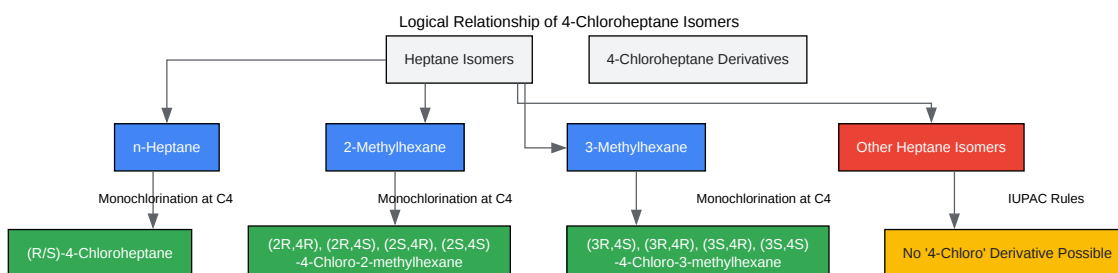 Logical Relationship of 4-Chloroheptane Isomers
Heptane Isomers
4-Chloroheptane Derivatives
n-Heptane
2-Methylhexane
3-Methylhexane
Other Heptane Isomers
Monochlorination at C4
Monochlorination at C4
Monochlorination at C4
IUPAC Rules
(R/S)-4-Chloroheptane
(2R,4R), (2R,4S), (2S,4R), (2S,4S)
-4-Chloro-2-methylhexane
(3R,4S), (3R,4R), (3S,4R), (3S,4S)
-4-Chloro-3-methylhexane
No '4-Chloro' Derivative Possible